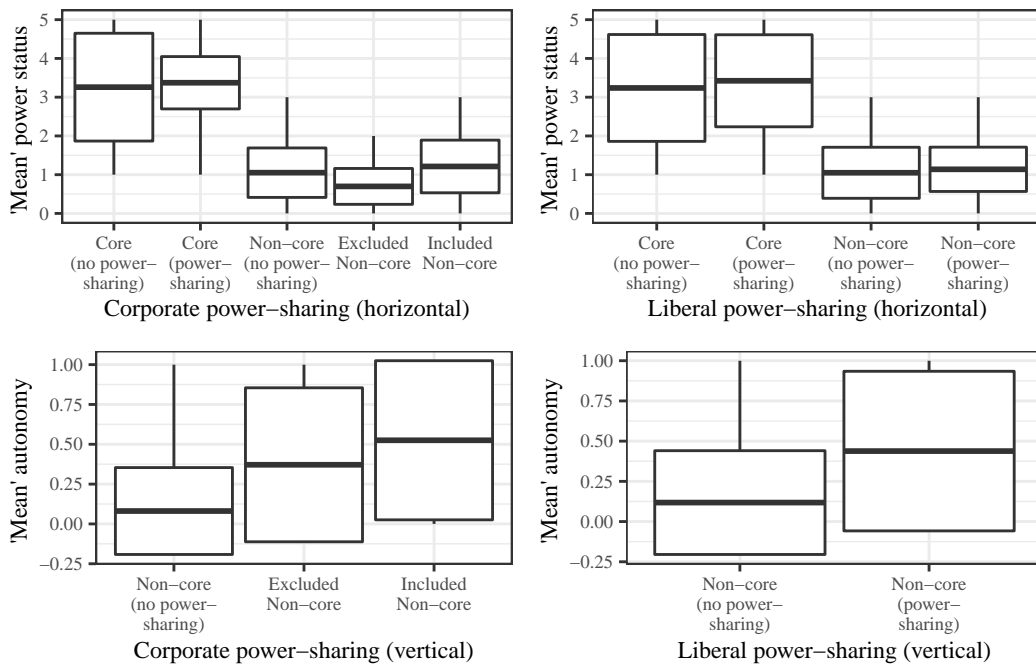 'Mean' power status
5
4
3
2
1
0
Core
(no power−
sharing)
Core
(power−
sharing)
Non−core
(no power−
sharing)
Excluded
Non−core
Included
Non−core
Corporate power−sharing (horizontal)
'Mean' power status
5
4
3
2
1
0
Core
(no power−
sharing)
Core
(power−
sharing)
Non−core
(no power−
sharing)
Non−core
(power−
sharing)
Liberal power−sharing (horizontal)
'Mean' autonomy
1.00
0.75
0.50
0.25
0.00
−0.25
Non−core
(no power−
sharing)
Excluded
Non−core
Included
Non−core
Corporate power−sharing (vertical)
'Mean' autonomy
1.00
0.75
0.50
0.25
0.00
−0.25
Non−core
(no power−
sharing)
Non−core
(power−
sharing)
Liberal power−sharing (vertical)